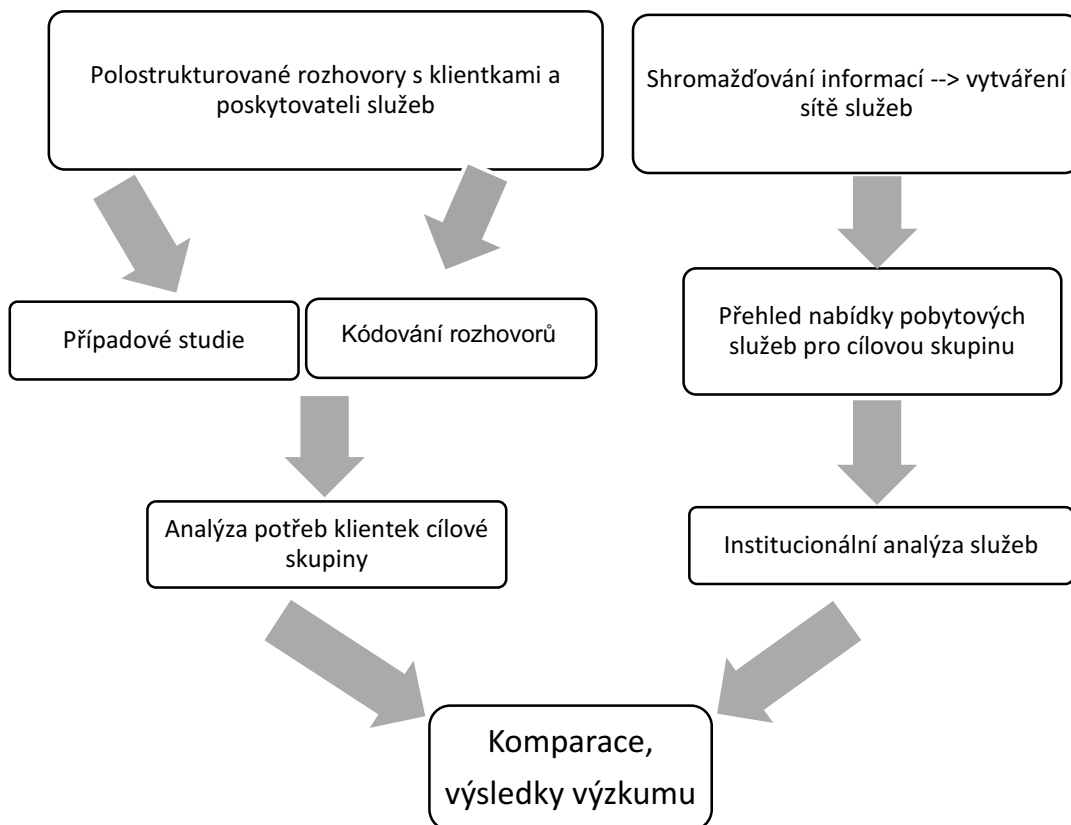 Polostrukturované rozhovory s klientkami a
poskytovateli služeb
Shromažďování informací --> vytváření
sítě služeb
Případové studie
Kódování rozhovorů
Přehled nabídky pobytových
služeb pro cílovou skupinu
Analýza potřeb klientek cílové
skupiny
Institucionální analýza služeb
Komparace,
výsledky výzkumu